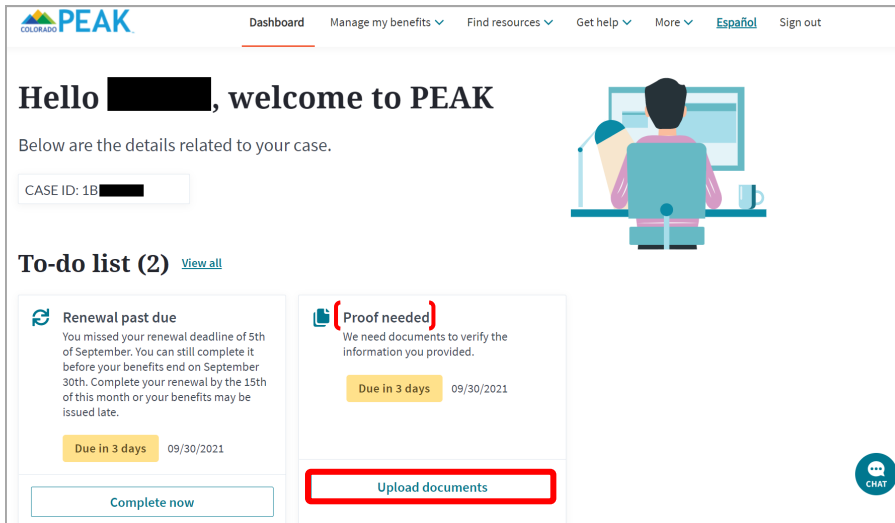 COLORADO PEAK
Dashboard Manage my benefits Find resources Get help More Español Sign out
Hello , welcome to PEAK
Below are the details related to your case.
CASE ID: 1B
To-do list (2) View all
Renewal past due
You missed your renewal deadline of 5th
of September. You can still complete it
before your benefits end on September
30th. Complete your renewal by the 15th
of this month or your benefits may be
issued late.
Due in 3 days 09/30/2021
Complete now
Proof needed
We need documents to verify the
information you provided.
Due in 3 days 09/30/2021
Upload documents
CHAT